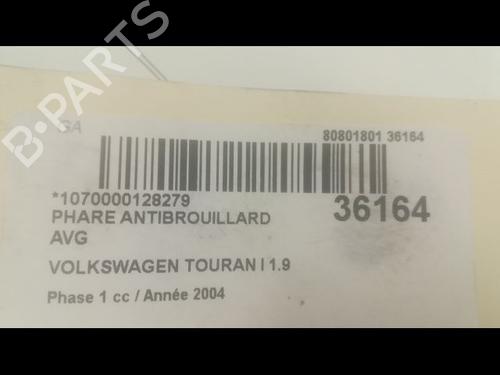 B-PARTS
80801801 36164
*1070000128279
36164
PHARE ANTIBROUILLARD
AVG
VOLKSWAGEN TOURAN I 1.9
Phase 1 cc / Année 2004